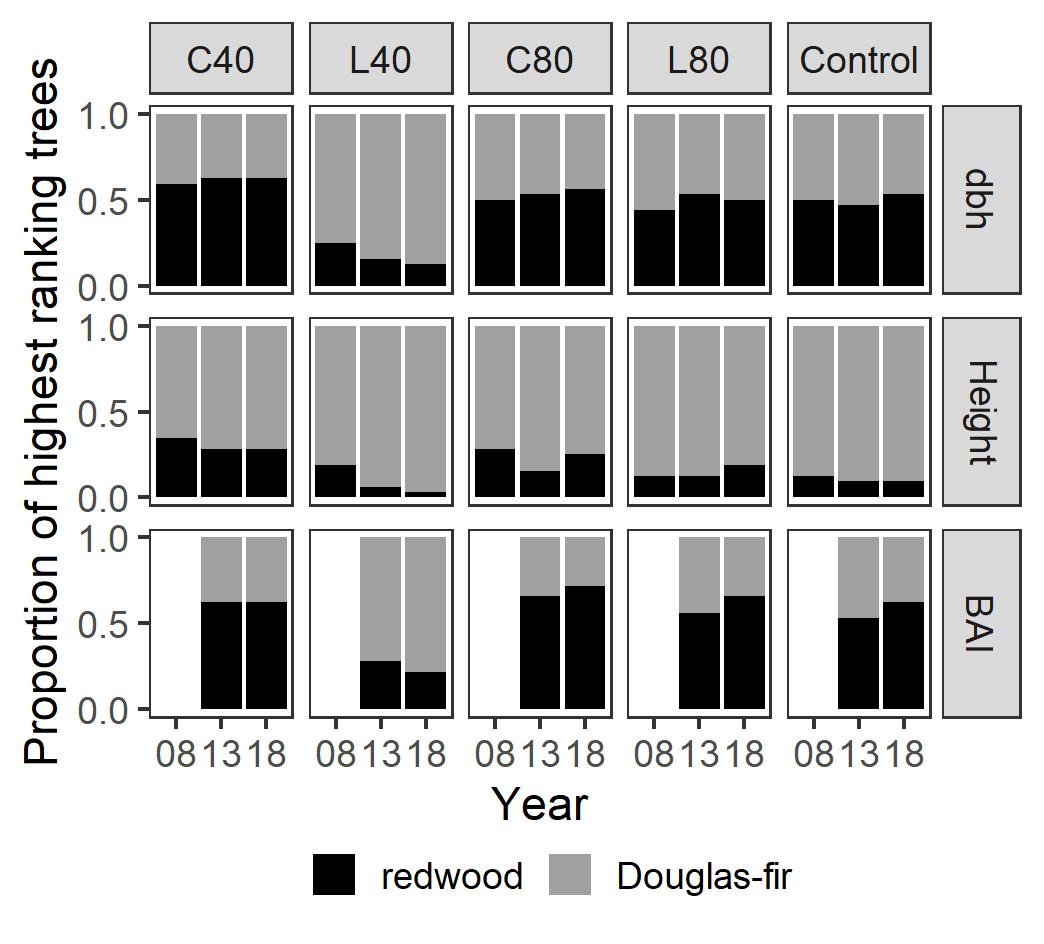 C40 L40 C80 L80 Control
Proportion of highest ranking trees
1.0
0.5
0.0
dbh
1.0
0.5
0.0
Height
1.0
0.5
0.0
BAI
08 13 18 08 13 18 08 13 18 08 13 18 08 13 18
Year
redwood Douglas-fir